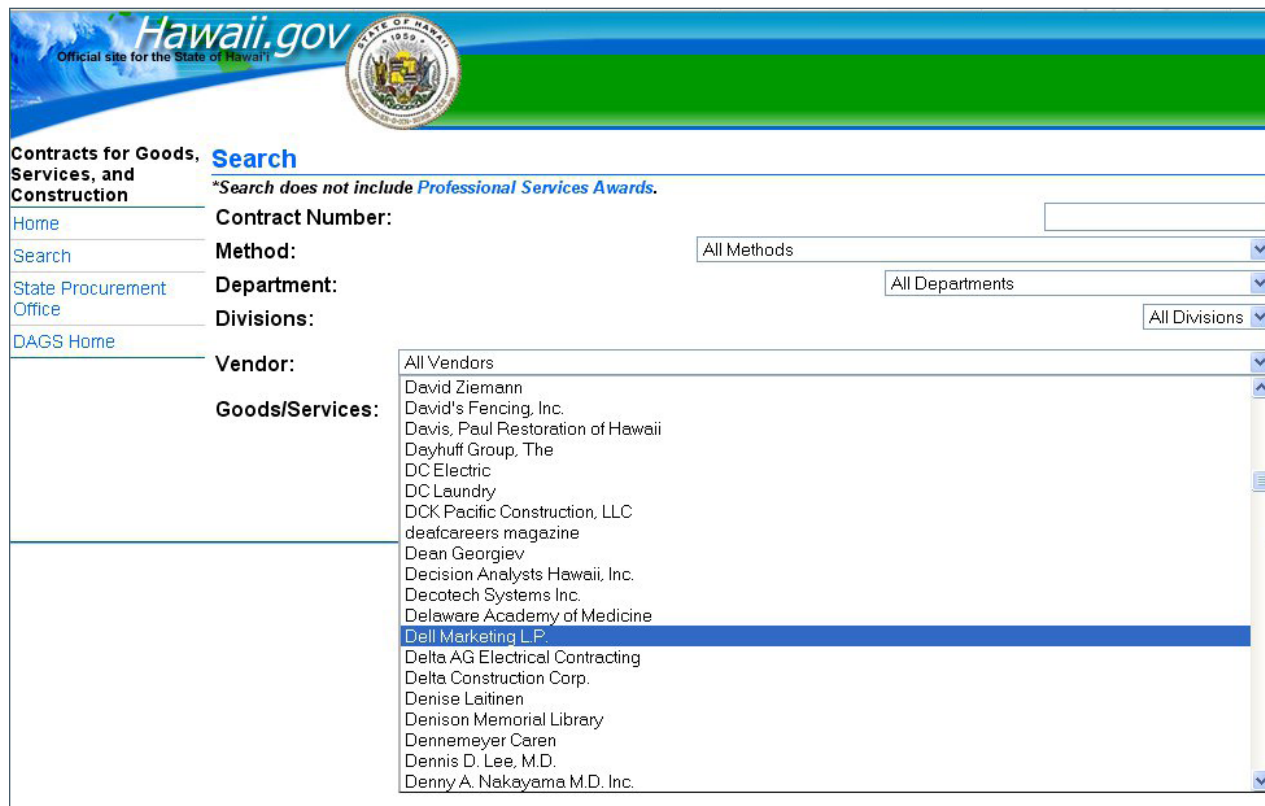 Hawaii.gov
Official site for the State of Hawai'i
STATE OF HAWAII
1959
Contracts for Goods,
Services, and
Construction
Home
Search
State Procurement
Office
DAGS Home
Search
*Search does not include Professional Services Awards.
Contract Number:
Method: All Methods
Department: All Departments
Divisions: All Divisions
Vendor: All Vendors
Goods/Services:
David Ziemann
David's Fencing, Inc.
Davis, Paul Restoration of Hawaii
Dayhuff Group, The
DC Electric
DC Laundry
DCK Pacific Construction, LLC
deafcareers magazine
Dean Georgiev
Decision Analysts Hawaii, Inc.
Decotech Systems Inc.
Delaware Academy of Medicine
Dell Marketing L.P.
Delta AG Electrical Contracting
Delta Construction Corp.
Denise Laitinen
Denison Memorial Library
Dennemeyer Caren
Dennis D. Lee, M.D.
Denny A. Nakayama M.D. Inc.